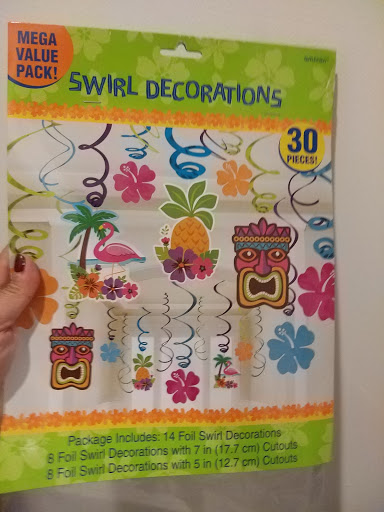 MEGA
VALUE
PACK!
amscan
SWIRL DECORATIONS
30
PIECES!
Package Includes: 14 Foil Swirl Decorations
8 Foil Swirl Decorations with 7 in (17.7 cm) Cutouts
8 Foil Swirl Decorations with 5 in (12.7 cm) Cutouts